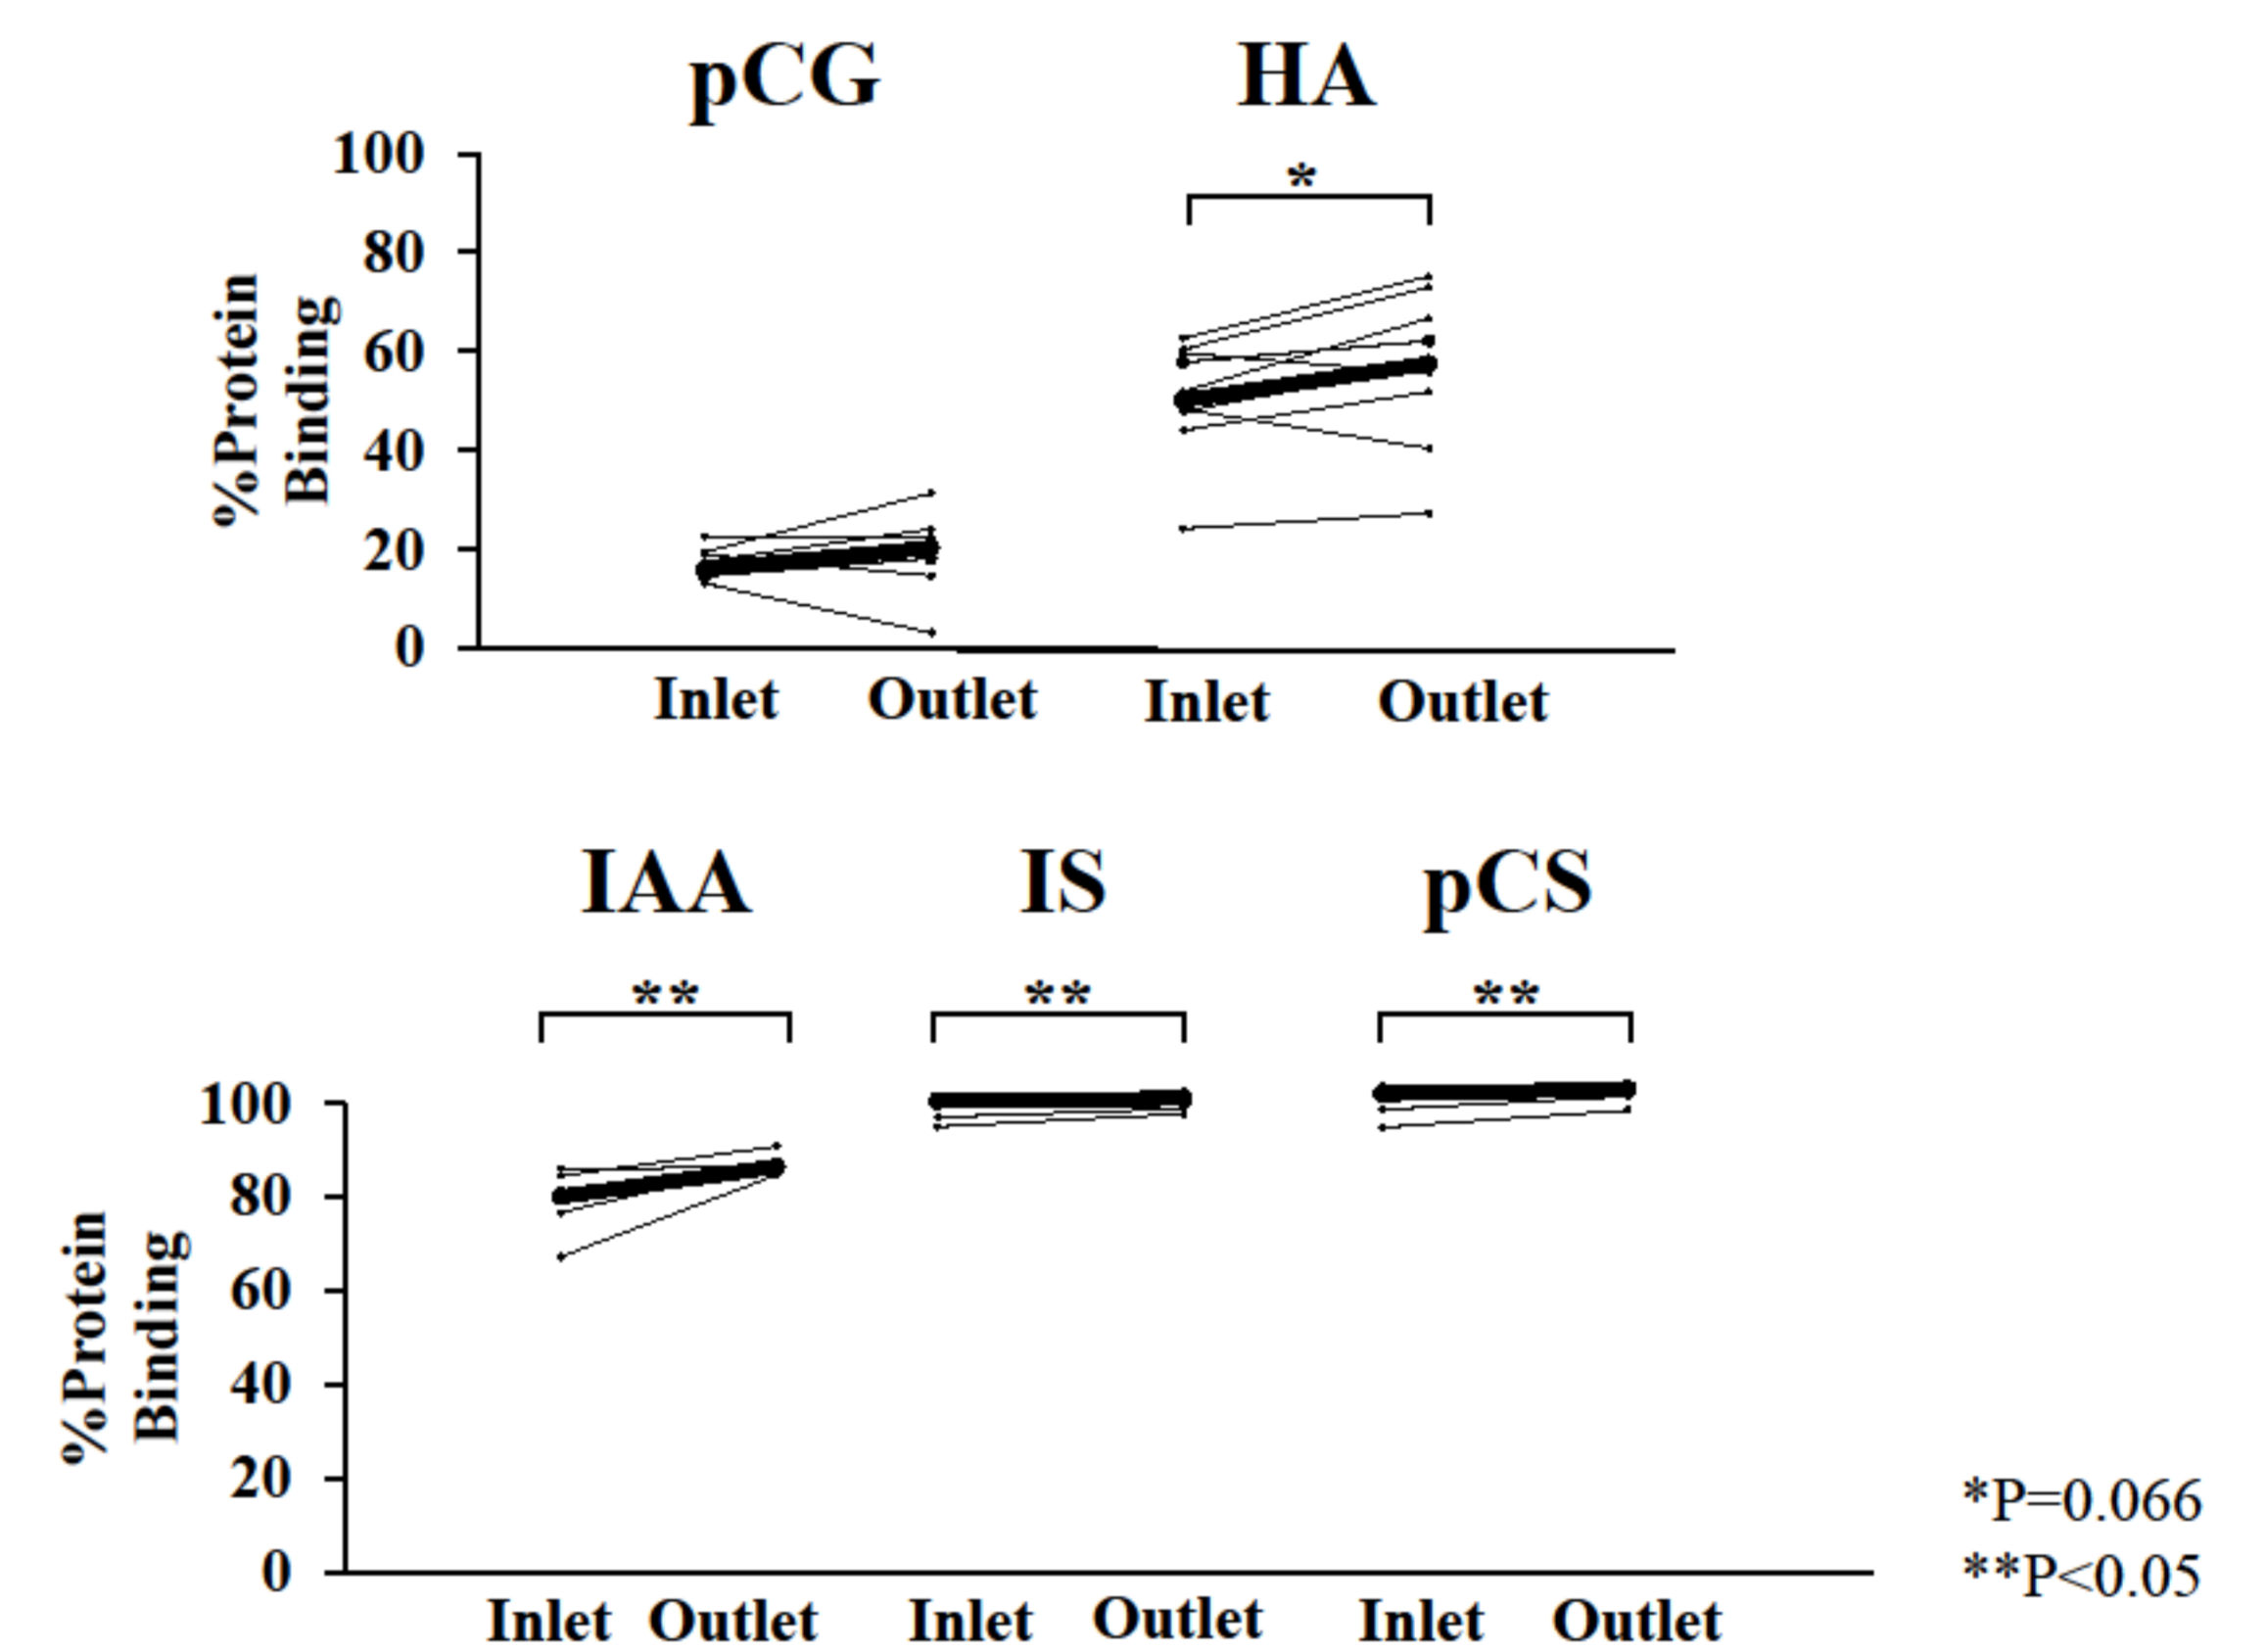 pCG HA
%Protein
Binding
100
80
60
40
20
0
*
Inlet Outlet Inlet Outlet
IAA IS pCS
** ** **
%Protein
Binding
100
80
60
40
20
0
Inlet Outlet Inlet Outlet Inlet Outlet
*P=0.066
**P<0.05